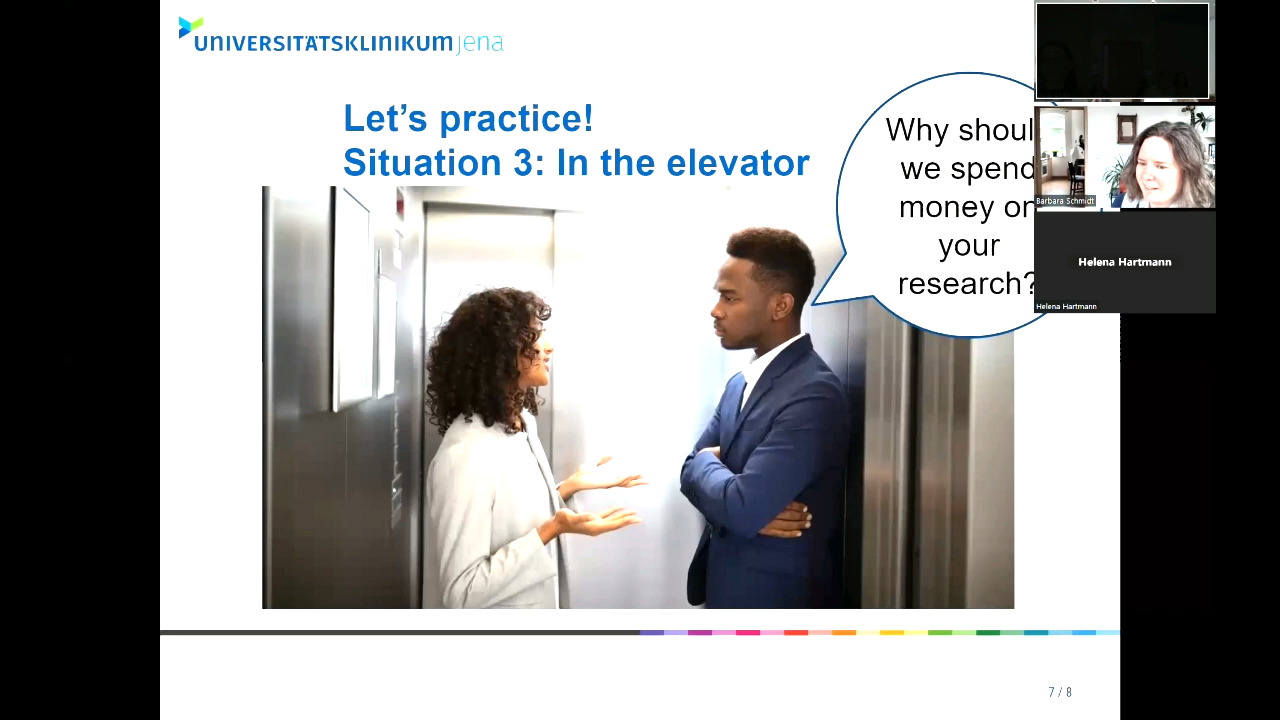 UNIVERSITÄTSKLINIKUM jena
Let's practice!
Situation 3: In the elevator
Why shoul
we spend
money on
your
research?
Barbara Schmidt
Helena Hartmann
Helena Hartmann
7 / 8